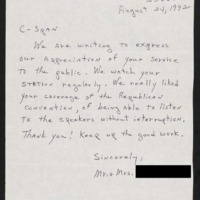 August 24, 1992
C-SPAN
We are writing to express
our appreciation of your service
to the public. We watch your
station regularly. We really liked
your coverage of the Republican
Convention, of being able to listen
to the speakers without interruption.
Thank you! Keep up the good work.
Sincerely,
Mr. & Mrs.